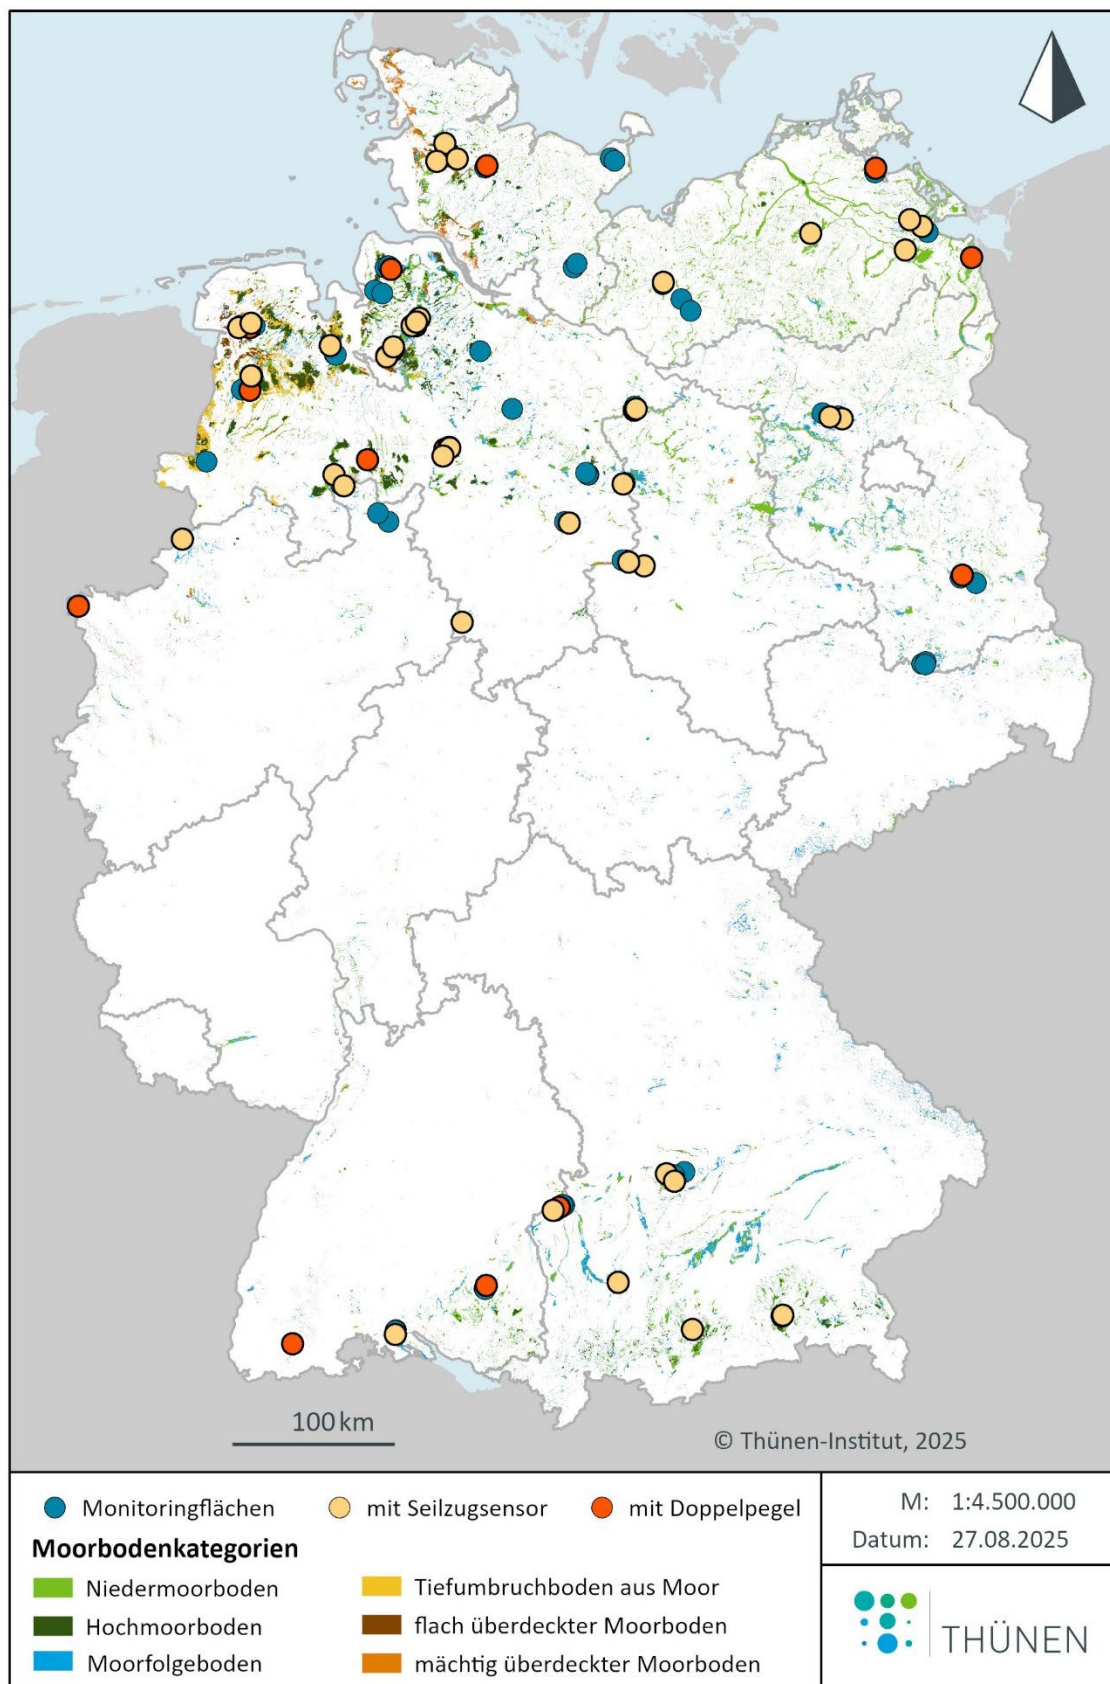 100 km
© Thünen-Institut, 2025
Monitoringflächen
mit Seilzugsensor
mit Doppelpegel
Moorbodenkategorien
Niedermoorboden
Hochmoorboden
Moorfolgeboden
Tiefumbruchboden aus Moor
flach überdeckter Moorboden
mächtig überdeckter Moorboden
M: 1:4.500.000
Datum: 27.08.2025
THÜNEN